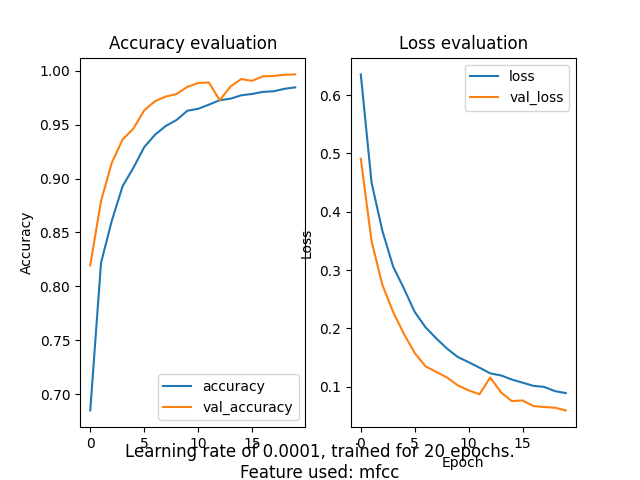 Accuracy evaluation
Loss evaluation
1.00
0.95
0.90
0.85
0.80
0.75
0.70
Accuracy
accuracy
val_accuracy
0 5 10 15
0.6
0.5
0.4
0.3
0.2
0.1
Loss
loss
val_loss
0 5 10 15
Epoch
Learning rate of 0.0001, trained for 20 epochs.
Feature used: mfcc